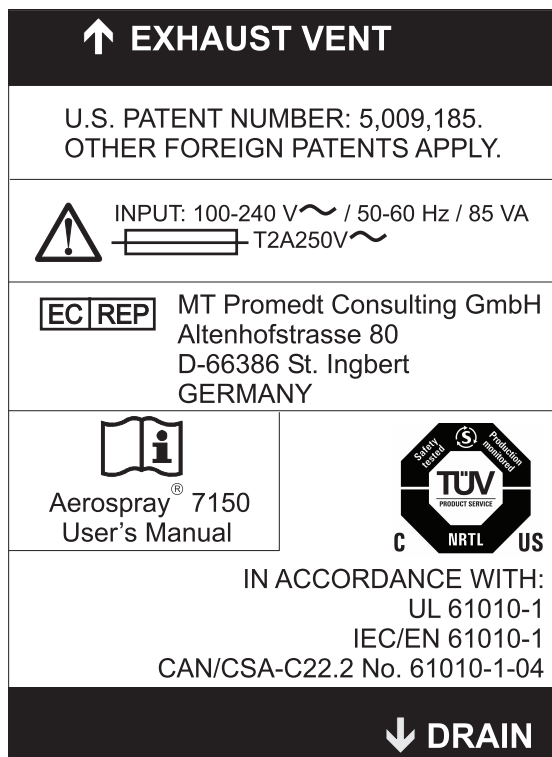 ↑ EXHAUST VENT
U.S. PATENT NUMBER: 5,009,185.
OTHER FOREIGN PATENTS APPLY.
INPUT: 100-240 V~ / 50-60 Hz / 85 VA
T2A250V~
EC REP
MT Promedt Consulting GmbH
Altenhofstrasse 80
D-66386 St. Ingbert
GERMANY
i
Aerospray® 7150
User's Manual
Safety
tested
S
Production
monitored
TÜV
PRODUCT SERVICE
C NRTL US
IN ACCORDANCE WITH:
UL 61010-1
IEC/EN 61010-1
CAN/CSA-C22.2 No. 61010-1-04
↓ DRAIN